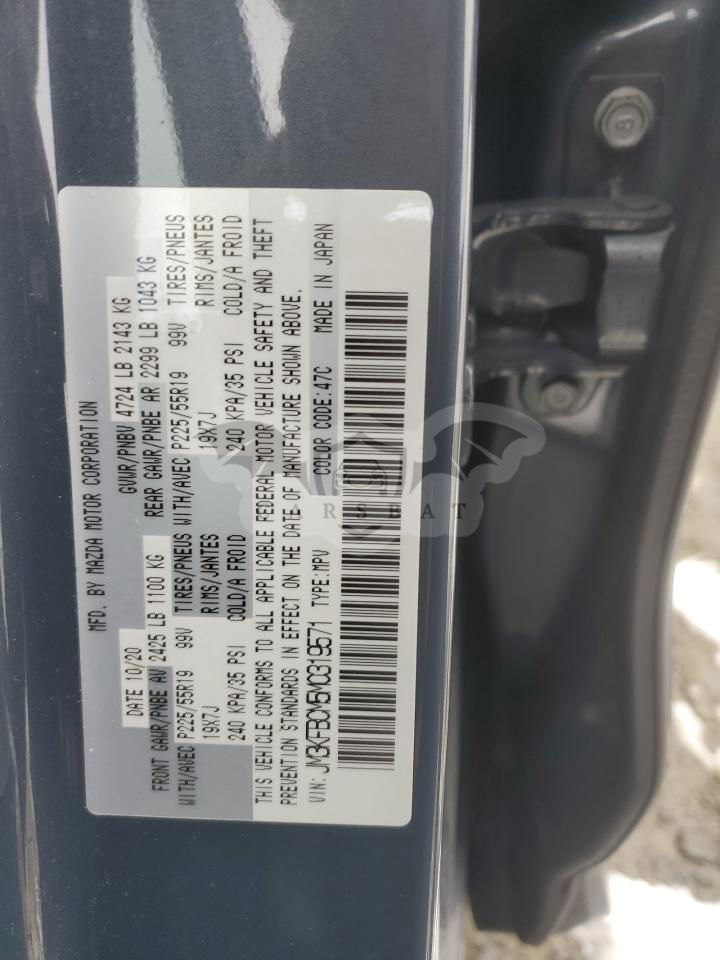 MFD. BY MAZDA MOTOR CORPORATION
DATE 10/20 GVWR/PNBV 4724 LB 2143 KG
FRONT GAWR/PNBE AV 2425 LB 1100 KG REAR GAWR/PNBE AR 2299 LB 1043 KG
WITH/AVEC P225/55R19 99V TIRES/PNEUS WITH/AVEC P225/55R19 99V TIRES/PNEUS
19X7J RIMS/JANTES 19X7J RIMS/JANTES
240 KPA/35 PSI COLD/A FROID 240 KPA/35 PSI COLD/A FROID
THIS VEHICLE CONFORMS TO ALL APPLICABLE FEDERAL MOTOR VEHICLE SAFETY AND THEFT
PREVENTION STANDARDS IN EFFECT ON THE DATE OF MANUFACTURE SHOWN ABOVE.
VIN: JM3KFBCM5M0319571 TYPE:MPV COLOR CODE:47C MADE IN JAPAN
8
ARSBAT